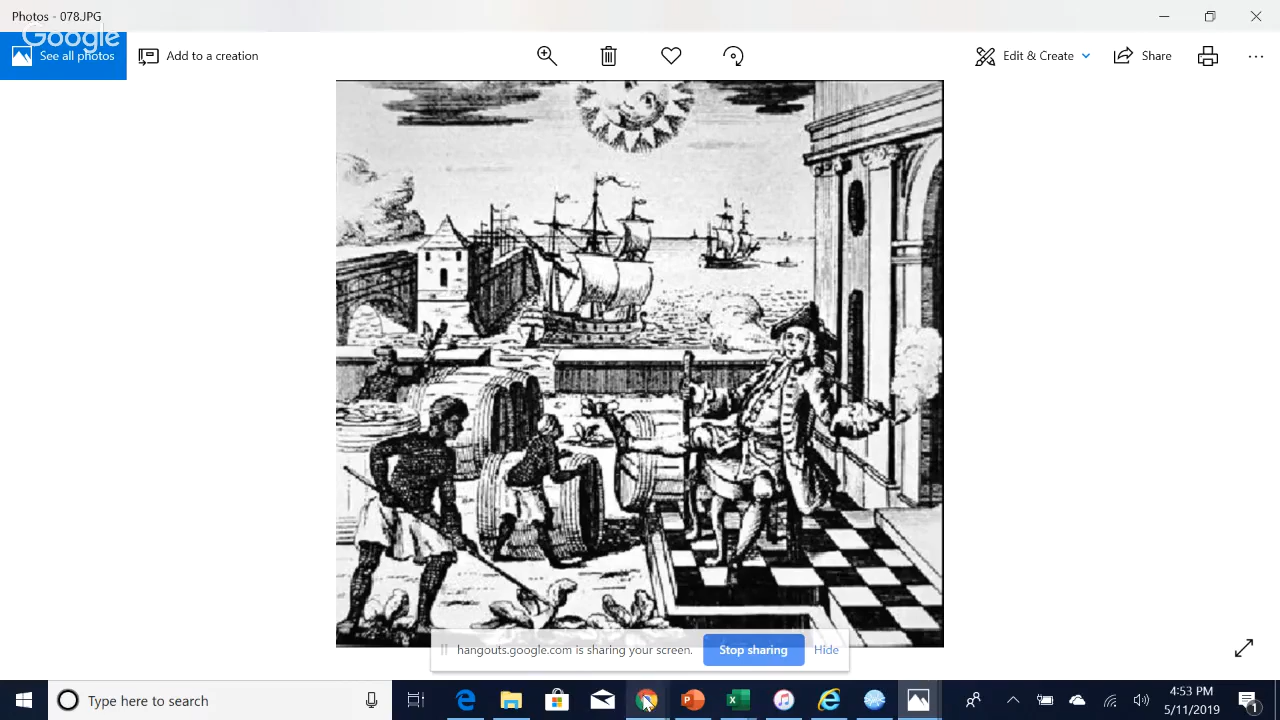 Photos - 078.JPG
Google
See all photos
Add to a creation
Edit & Create
Share
hangouts.google.com is sharing your screen.
Stop sharing
Hide
Type here to search
4:53 PM
5/11/2019
1